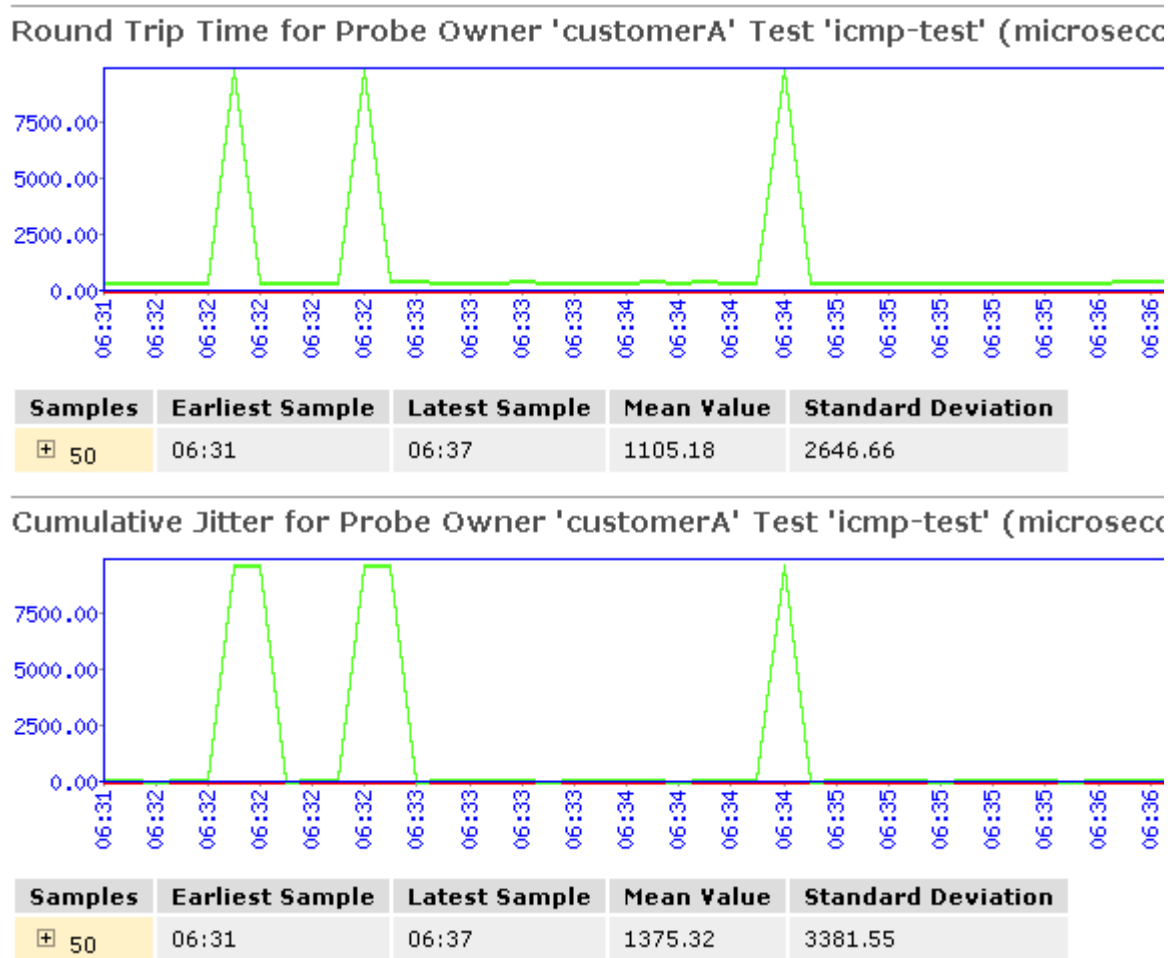 Round Trip Time for Probe Owner 'customerA' Test 'icmp-test' (microsec
7500.00
5000.00
2500.00
0.00
06:31 06:32 06:32 06:32 06:32 06:32 06:33 06:33 06:33 06:33 06:34 06:34 06:34 06:34 06:35 06:35 06:35 06:35 06:35 06:36 06:36
Samples Earliest Sample Latest Sample Mean Value Standard Deviation
50 06:31 06:37 1105.18 2646.66
Cumulative Jitter for Probe Owner 'customerA' Test 'icmp-test' (microsec
7500.00
5000.00
2500.00
0.00
06:31 06:32 06:32 06:32 06:32 06:32 06:33 06:33 06:33 06:33 06:34 06:34 06:34 06:34 06:35 06:35 06:35 06:35 06:35 06:36 06:36
Samples Earliest Sample Latest Sample Mean Value Standard Deviation
50 06:31 06:37 1375.32 3381.55